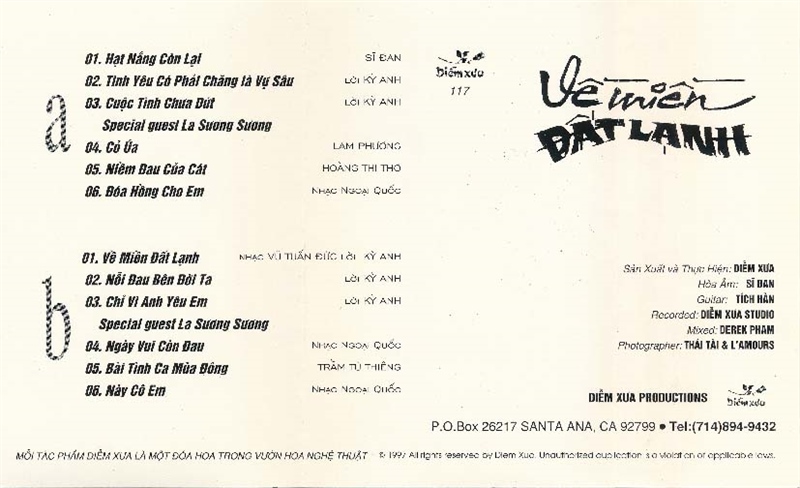 a
01. Hạt Nắng Còn Lại SĨ ĐAN
02. Tình Yêu Có Phải Chăng là Vụ Sầu LỜI KỲ ANH
03. Cuộc Tình Chưa Dứt LỜI KỲ ANH
Special guest La Sương Sương
04. Cỏ Úa LAM PHƯƠNG
05. Niềm Đau Của Cát HOÀNG THI THƠ
06. Đóa Hồng Cho Em NHẠC NGOẠI QUỐC
b
01. Về Miền Đất Lạnh NHẠC VŨ TUẤN ĐỨC LỜI KỲ ANH
02. Nỗi Đau Bên Đời Ta LỜI KỲ ANH
03. Chỉ Vì Anh Yêu Em LỜI KỲ ANH
Special guest La Sương Sương
04. Ngày Vui Còn Đau NHẠC NGOẠI QUỐC
05. Bài Tình Ca Mùa Đông TRẦM TỬ THIÊNG
06. Này Cô Em NHẠC NGOẠI QUỐC
Diễm xưa
117
Về miền
ĐẤT LẠNH
Sản Xuất và Thực Hiện: DIỄM XƯA
Hòa Âm: SĨ ĐAN
Guitar: TÍCH HÂN
Recorded: DIỄM XUA STUDIO
Mixed: DEREK PHAM
Photographer: THÁI TÀI & L'AMOURS
DIỄM XUA PRODUCTIONS
Diễm xưa
P.O.Box 26217 SANTA ANA, CA 92799 • Tel:(714)894-9432
MỖI TÁC PHẨM DIỄM XƯA LÀ MỘT ĐÓA HOA TRONG VƯỜN HOA NGHỆ THUẬT - © 1997 All rights reserved by Diem Xua. Unauthorized duplication is a violation of applicable laws.